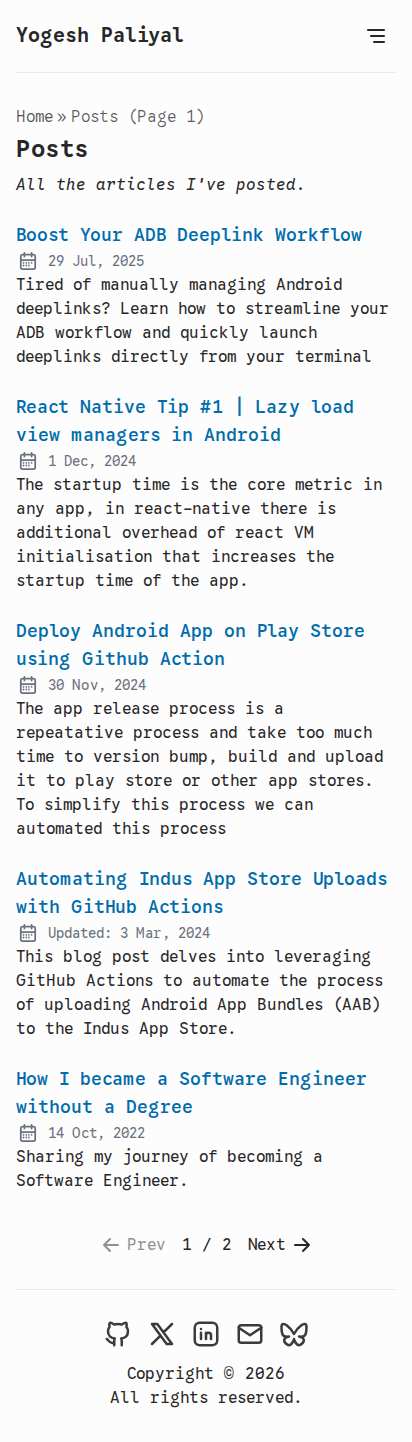 Yogesh Paliyal
Home » Posts (Page 1)
Posts
All the articles I've posted.
Boost Your ADB Deeplink Workflow
29 Jul, 2025
Tired of manually managing Android
deeplinks? Learn how to streamline your
ADB workflow and quickly launch
deeplinks directly from your terminal
React Native Tip #1 | Lazy load
view managers in Android
1 Dec, 2024
The startup time is the core metric in
any app, in react-native there is
additional overhead of react VM
initialisation that increases the
startup time of the app.
Deploy Android App on Play Store
using Github Action
30 Nov, 2024
The app release process is a
repeatative process and take too much
time to version bump, build and upload
it to play store or other app stores.
To simplify this process we can
automated this process
Automating Indus App Store Uploads
with GitHub Actions
Updated: 3 Mar, 2024
This blog post delves into leveraging
GitHub Actions to automate the process
of uploading Android App Bundles (AAB)
to the Indus App Store.
How I became a Software Engineer
without a Degree
14 Oct, 2022
Sharing my journey of becoming a
Software Engineer.
Prev 1 / 2 Next
Copyright © 2026
All rights reserved.